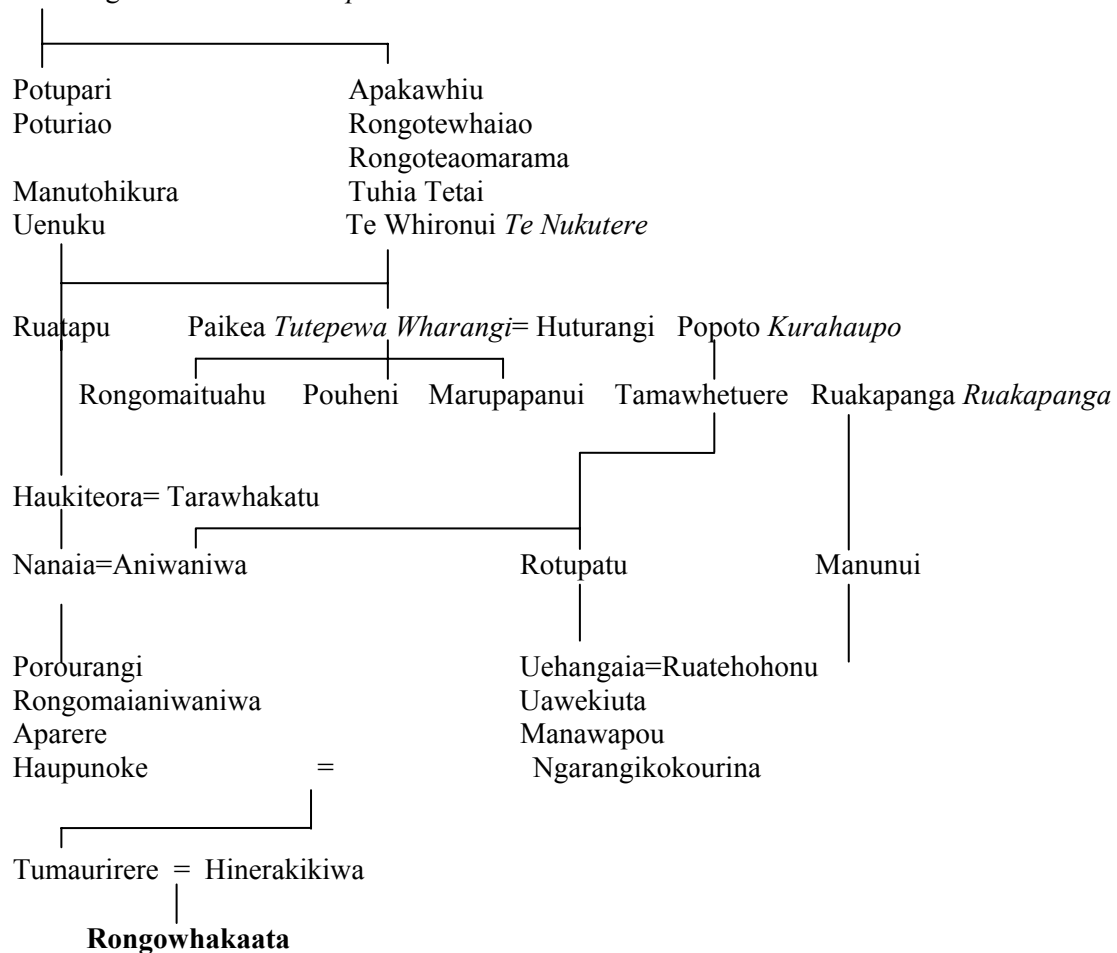 Potupari Apakawhiu
Poturiao Rongotewhaiao
Rongoteaomarama
Manutohikura Tuhia Tetai
Uenuku Te Whironui Te Nukutere
Ruatapu Paikea Tutepewa Wharangi= Huturangi Popoto Kurahaupo
Rongomaituahu Pouheni Marupapanui Tamawhetuere Ruakapanga Ruakapanga
Haukiteora= Tarawhakatu
Nanaia=Aniwaniwa Rotupatu Manunui
Porourangi Uehangaia=Ruatehohonu
Rongomaianiwaniwa Uawekiuta
Aparere Manawapou
Haupunoke = Ngarangikokourina
Tumaurirere = Hinerakikiwa
Rongowhakaata